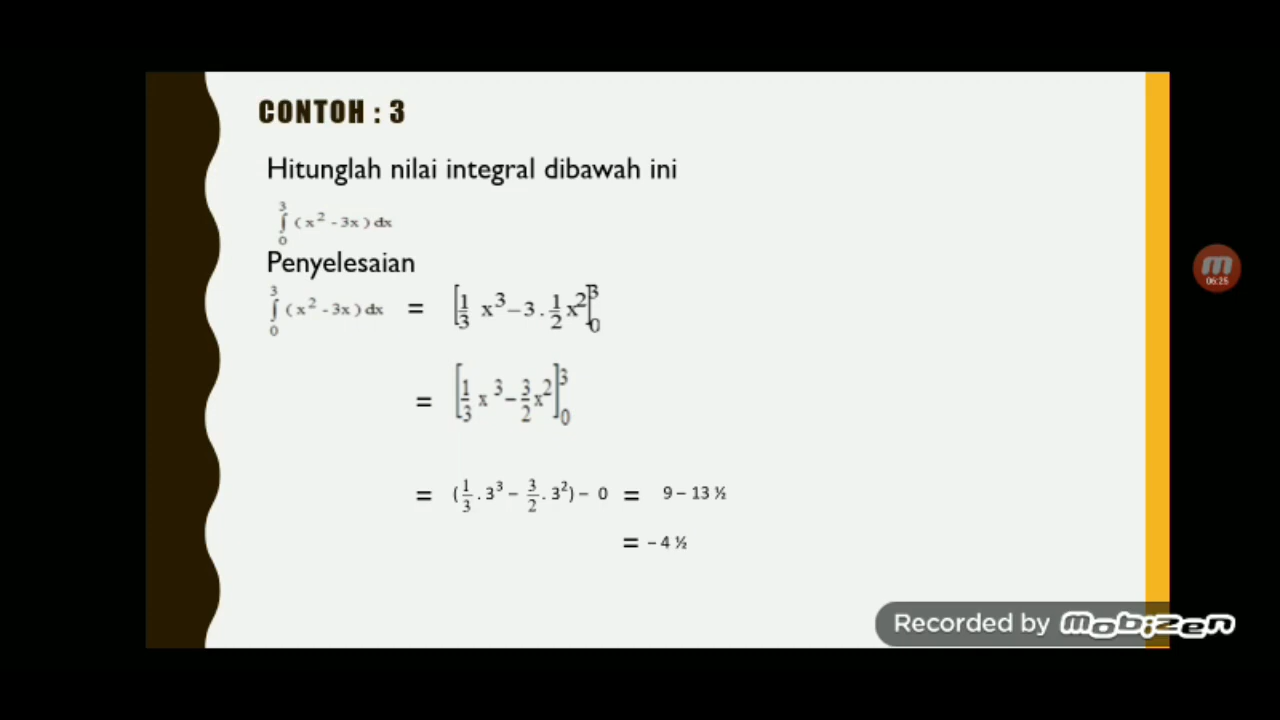 CONTOH : 3
Hitunglah nilai integral dibawah ini
∫₀³ ( x² - 3x ) dx
Penyelesaian
∫₀³ ( x² - 3x ) dx = [1/3 x³ – 3 . 1/2 x²]₀³
= [1/3 x³ – 3/2 x²]₀³
= (1/3 . 3³ – 3/2 . 3²) – 0 = 9 – 13 ½
= – 4 ½
06:25
Recorded by mobizen